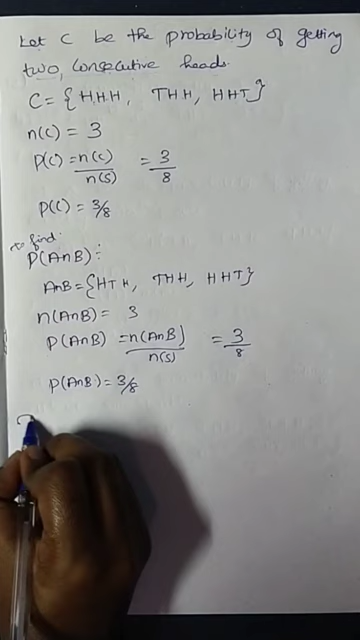 Let C be the probability of getting
two, consecutive heads.
C = {HHH, THH, HHT}
n(C) = 3
P(C) = n(C)/n(S) = 3/8
P(C) = 3/8
to find:
P(A∩B):
A∩B = {HTH, THH, HHT}
n(A∩B) = 3
P(A∩B) = n(A∩B)/n(S) = 3/8
P(A∩B) = 3/8